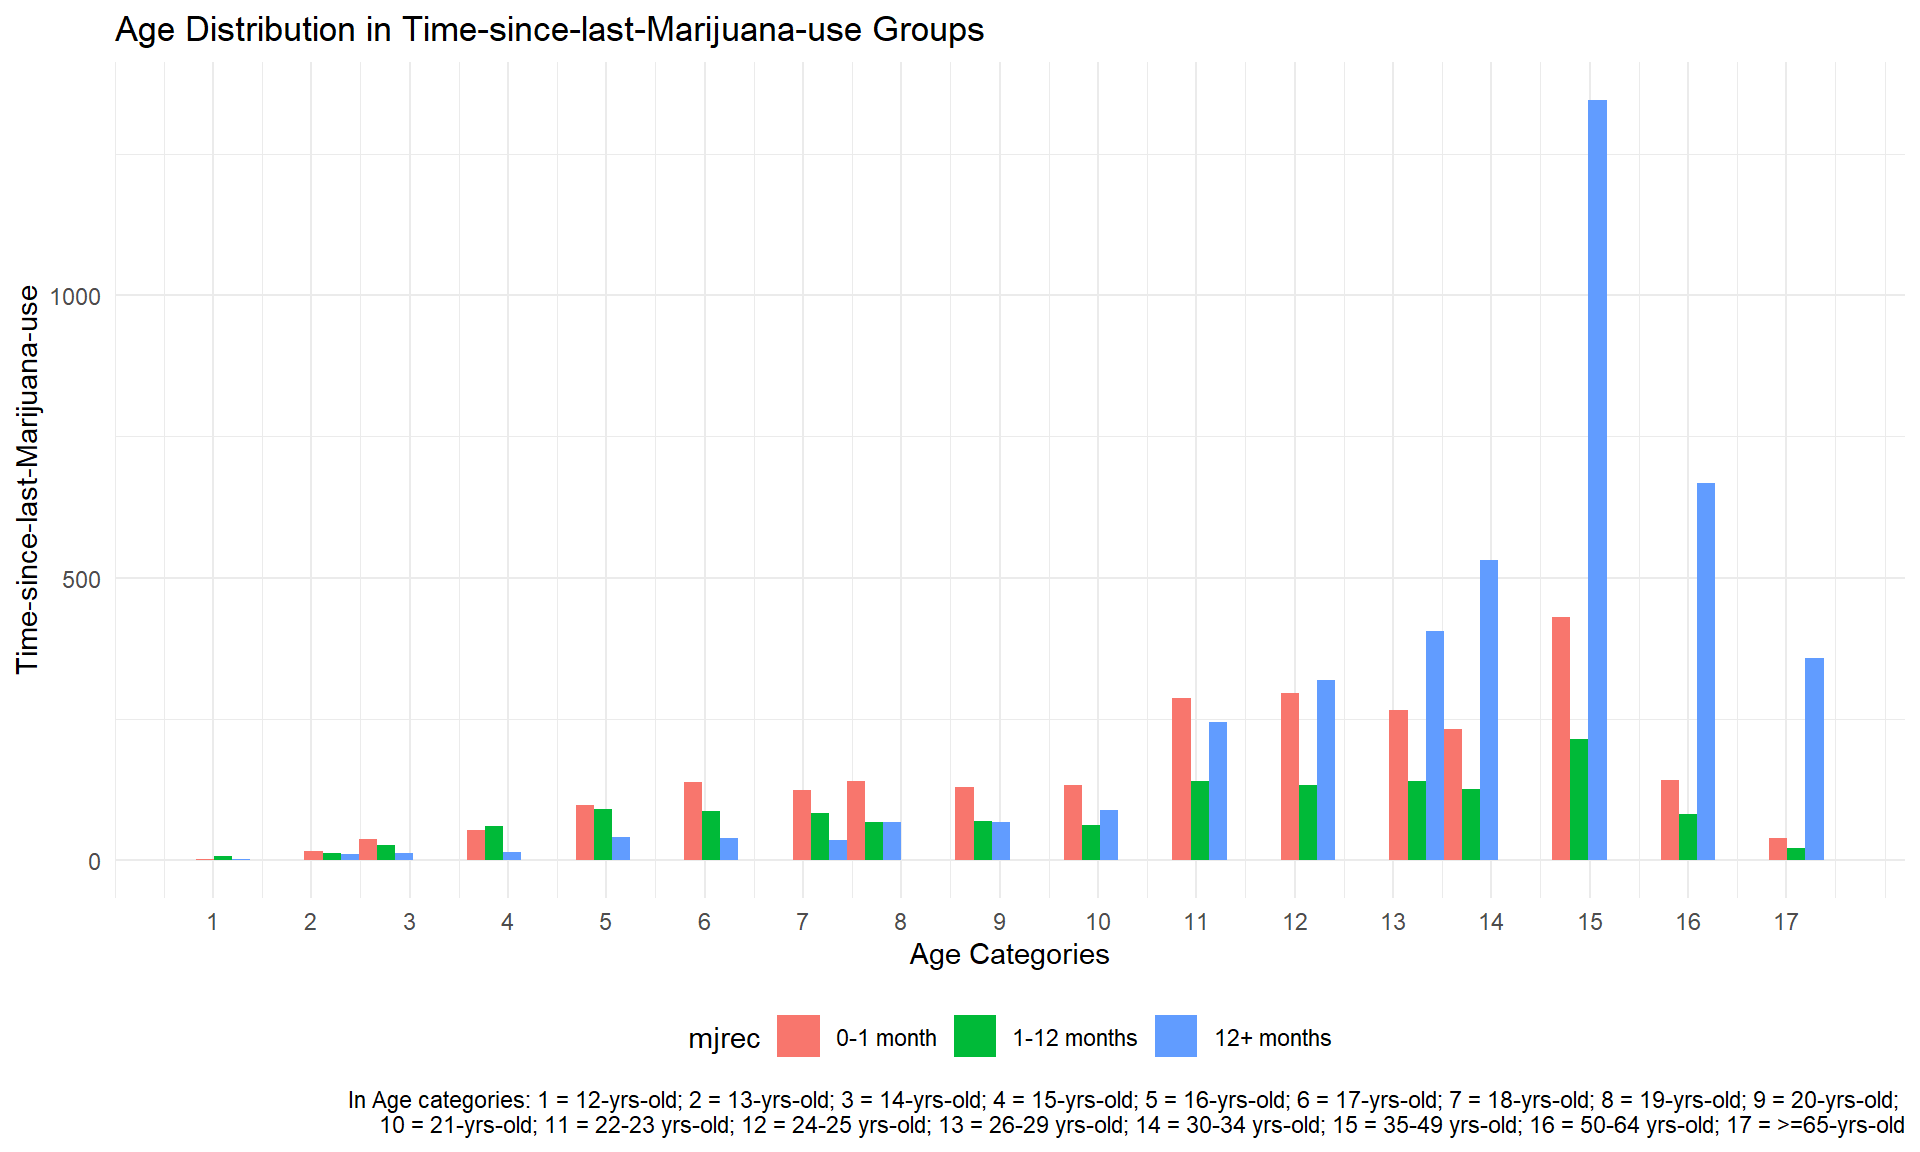 Age Distribution in Time-since-last-Marijuana-use Groups
Time-since-last-Marijuana-use
1000
500
0
1 2 3 4 5 6 7 8 9 10 11 12 13 14 15 16 17
Age Categories
mjrec 0-1 month 1-12 months 12+ months
In Age categories: 1 = 12-yrs-old; 2 = 13-yrs-old; 3 = 14-yrs-old; 4 = 15-yrs-old; 5 = 16-yrs-old; 6 = 17-yrs-old; 7 = 18-yrs-old; 8 = 19-yrs-old; 9 = 20-yrs-old;
10 = 21-yrs-old; 11 = 22-23 yrs-old; 12 = 24-25 yrs-old; 13 = 26-29 yrs-old; 14 = 30-34 yrs-old; 15 = 35-49 yrs-old; 16 = 50-64 yrs-old; 17 = >=65-yrs-old